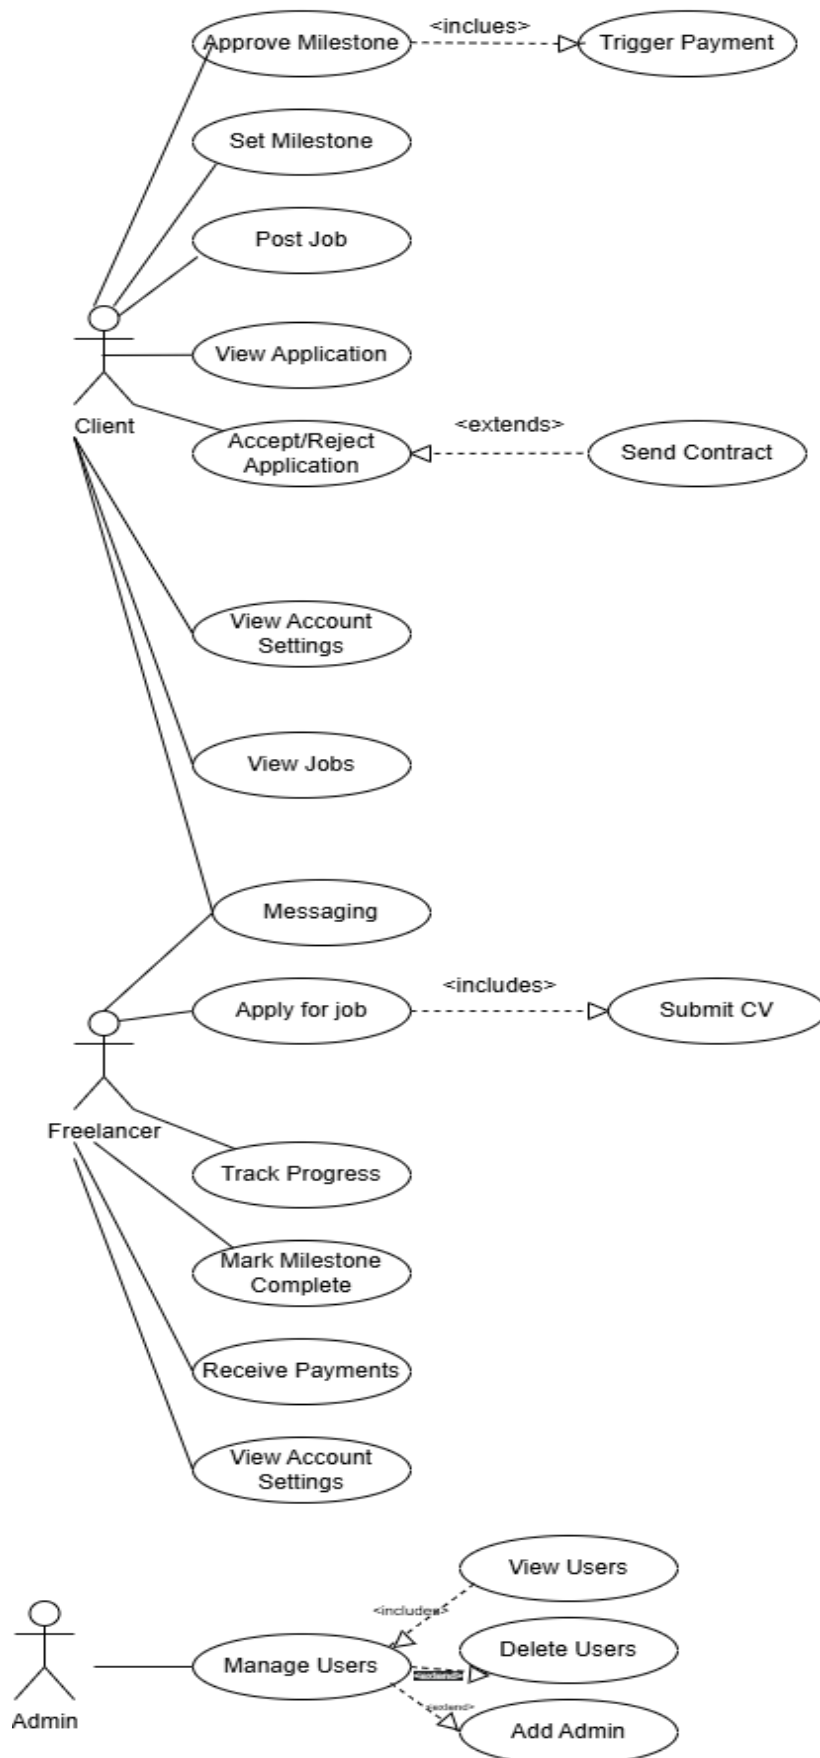 Approve Milestone
<inclues>
Trigger Payment
Set Milestone
Post Job
View Application
Client
Accept/Reject
Application
<extends>
Send Contract
View Account
Settings
View Jobs
Messaging
Apply for job
<includes>
Submit CV
Freelancer
Track Progress
Mark Milestone
Complete
Receive Payments
View Account
Settings
View Users
<includes>
Delete Users
Manage Users
<extend>
Add Admin
Admin